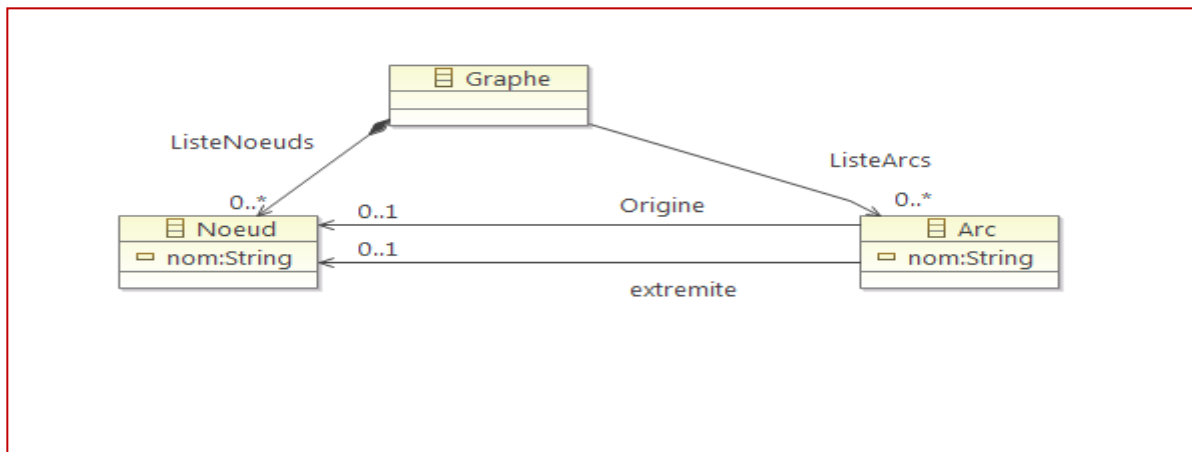 Graphe
ListeNoeuds
ListeArcs
0..*
0..*
0..1
Origine
Noeud
Arc
0..1
nom:String
nom:String
extremite